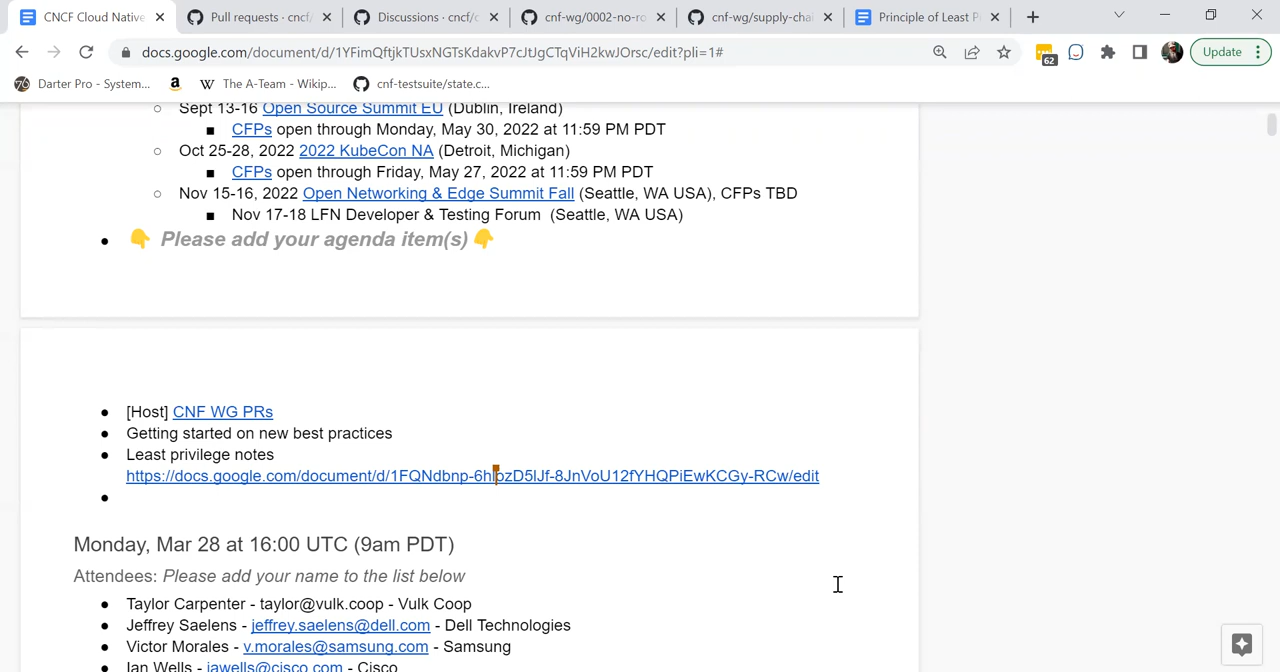 CNCF Cloud Native
Pull requests · cncf/
Discussions · cncf/c
cnf-wg/0002-no-ro
cnf-wg/supply-chai
Principle of Least P
docs.google.com/document/d/1YFimQftjkTUsxNGTsKdakvP7cJtJgCTqViH2kwJOrsc/edit?pli=1#
62
Update
Darter Pro - System...
The A-Team - Wikip...
cnf-testsuite/state.c...
Sept 13-16 Open Source Summit EU (Dublin, Ireland)
CFPs open through Monday, May 30, 2022 at 11:59 PM PDT
Oct 25-28, 2022 2022 KubeCon NA (Detroit, Michigan)
CFPs open through Friday, May 27, 2022 at 11:59 PM PDT
Nov 15-16, 2022 Open Networking & Edge Summit Fall (Seattle, WA USA), CFPs TBD
Nov 17-18 LFN Developer & Testing Forum (Seattle, WA USA)
👇 Please add your agenda item(s) 👇
[Host] CNF WG PRs
Getting started on new best practices
Least privilege notes
https://docs.google.com/document/d/1FQNdbnp-6hlpzD5lJf-8JnVoU12fYHQPiEwKCGy-RCw/edit
Monday, Mar 28 at 16:00 UTC (9am PDT)
Attendees: Please add your name to the list below
Taylor Carpenter - taylor@vulk.coop - Vulk Coop
Jeffrey Saelens - jeffrey.saelens@dell.com - Dell Technologies
Victor Morales - v.morales@samsung.com - Samsung
Ian Wells - iawells@cisco.com - Cisco